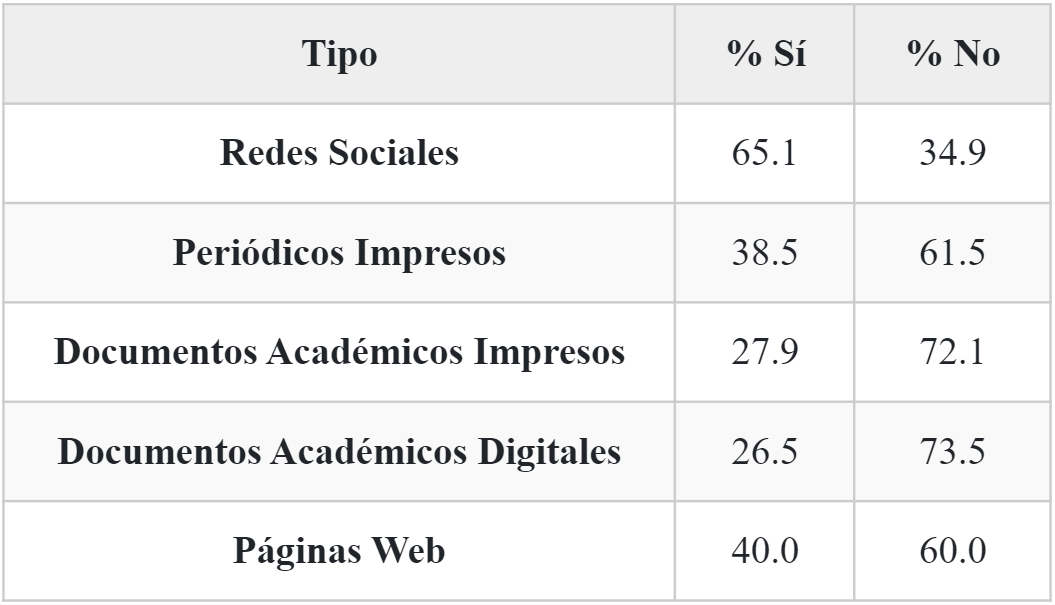 Tipo % Sí % No
Redes Sociales 65.1 34.9
Periódicos Impresos 38.5 61.5
Documentos Académicos Impresos 27.9 72.1
Documentos Académicos Digitales 26.5 73.5
Páginas Web 40.0 60.0